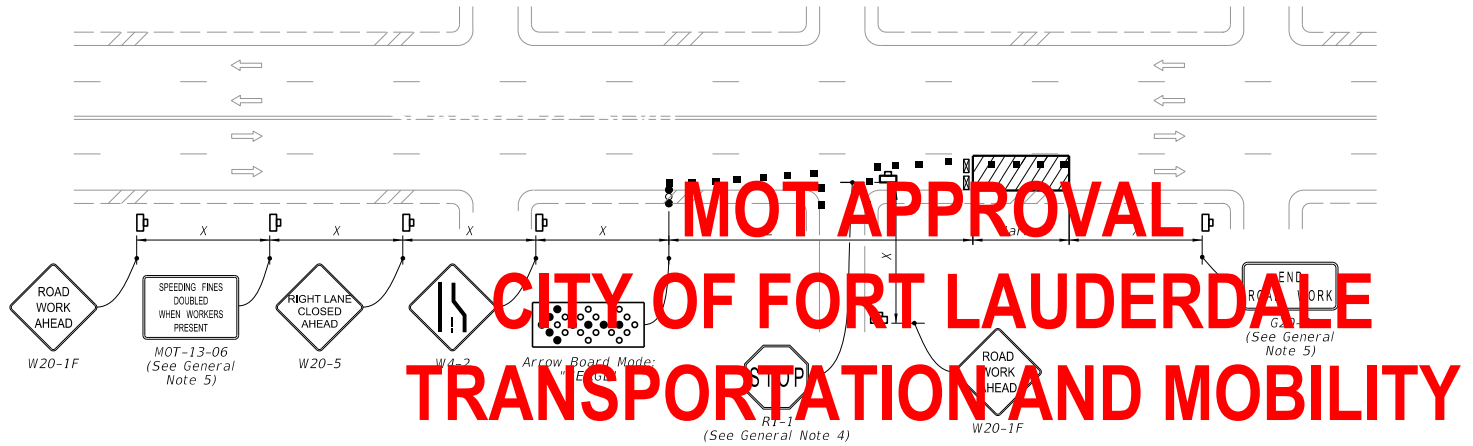 X X X X X
X
MOT APPROVAL
CITY OF FORT LAUDERDALE
TRANSPORTATION AND MOBILITY
ROAD
WORK
AHEAD
W20-1F
SPEEDING FINES
DOUBLED
WHEN WORKERS
PRESENT
MOT-13-06
(See General
Note 5)
RIGHT LANE
CLOSED
AHEAD
W20-5
W4-2
Arrow Board Mode:
STOP
R1-1
(See General Note 4)
ROAD
WORK
AHEAD
W20-1F
END
ROAD WORK
(See General
Note 5)